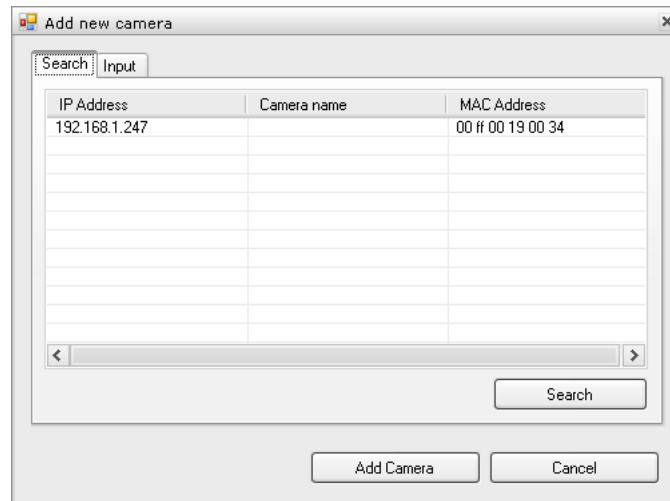 Add new camera
Search Input
IP Address Camera name MAC Address
192.168.1.247 00 ff 00 19 00 34
Search
Add Camera Cancel